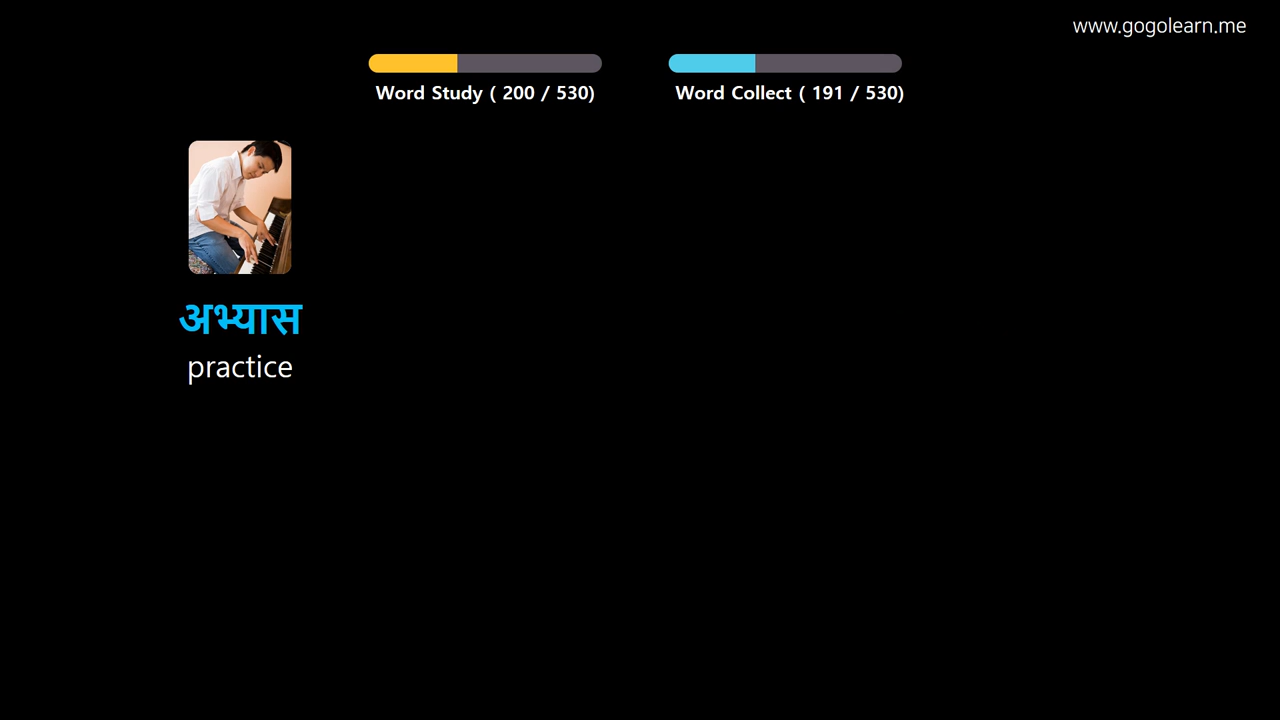 www.gogolearn.me
Word Study ( 200 / 530)
Word Collect ( 191 / 530)
अभ्यास
practice